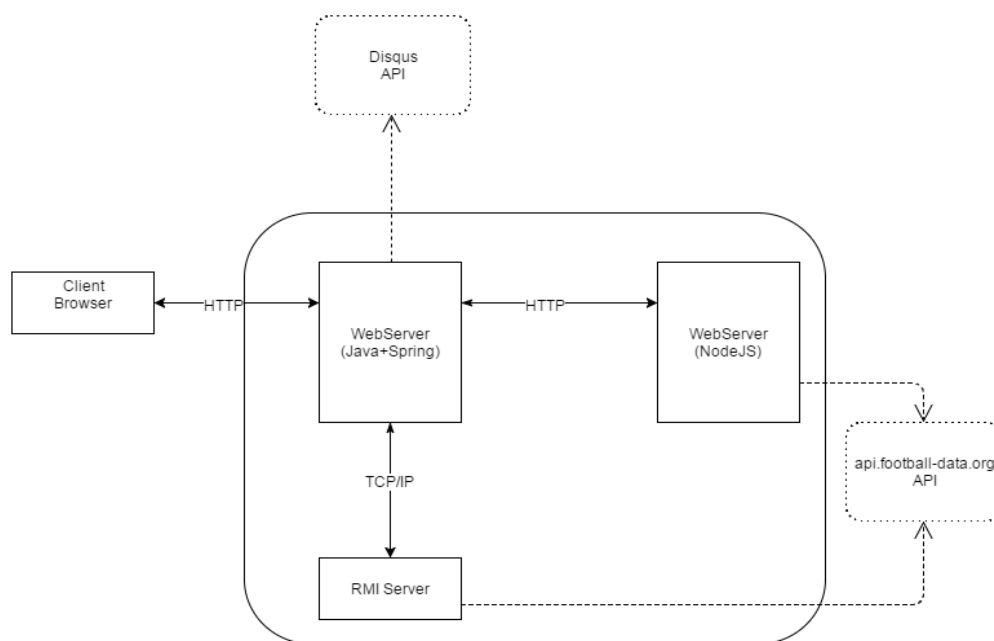 Disqus
API
Client
Browser
HTTP
WebServer
(Java+Spring)
HTTP
WebServer
(NodeJS)
TCP/IP
api.football-data.org
API
RMI Server